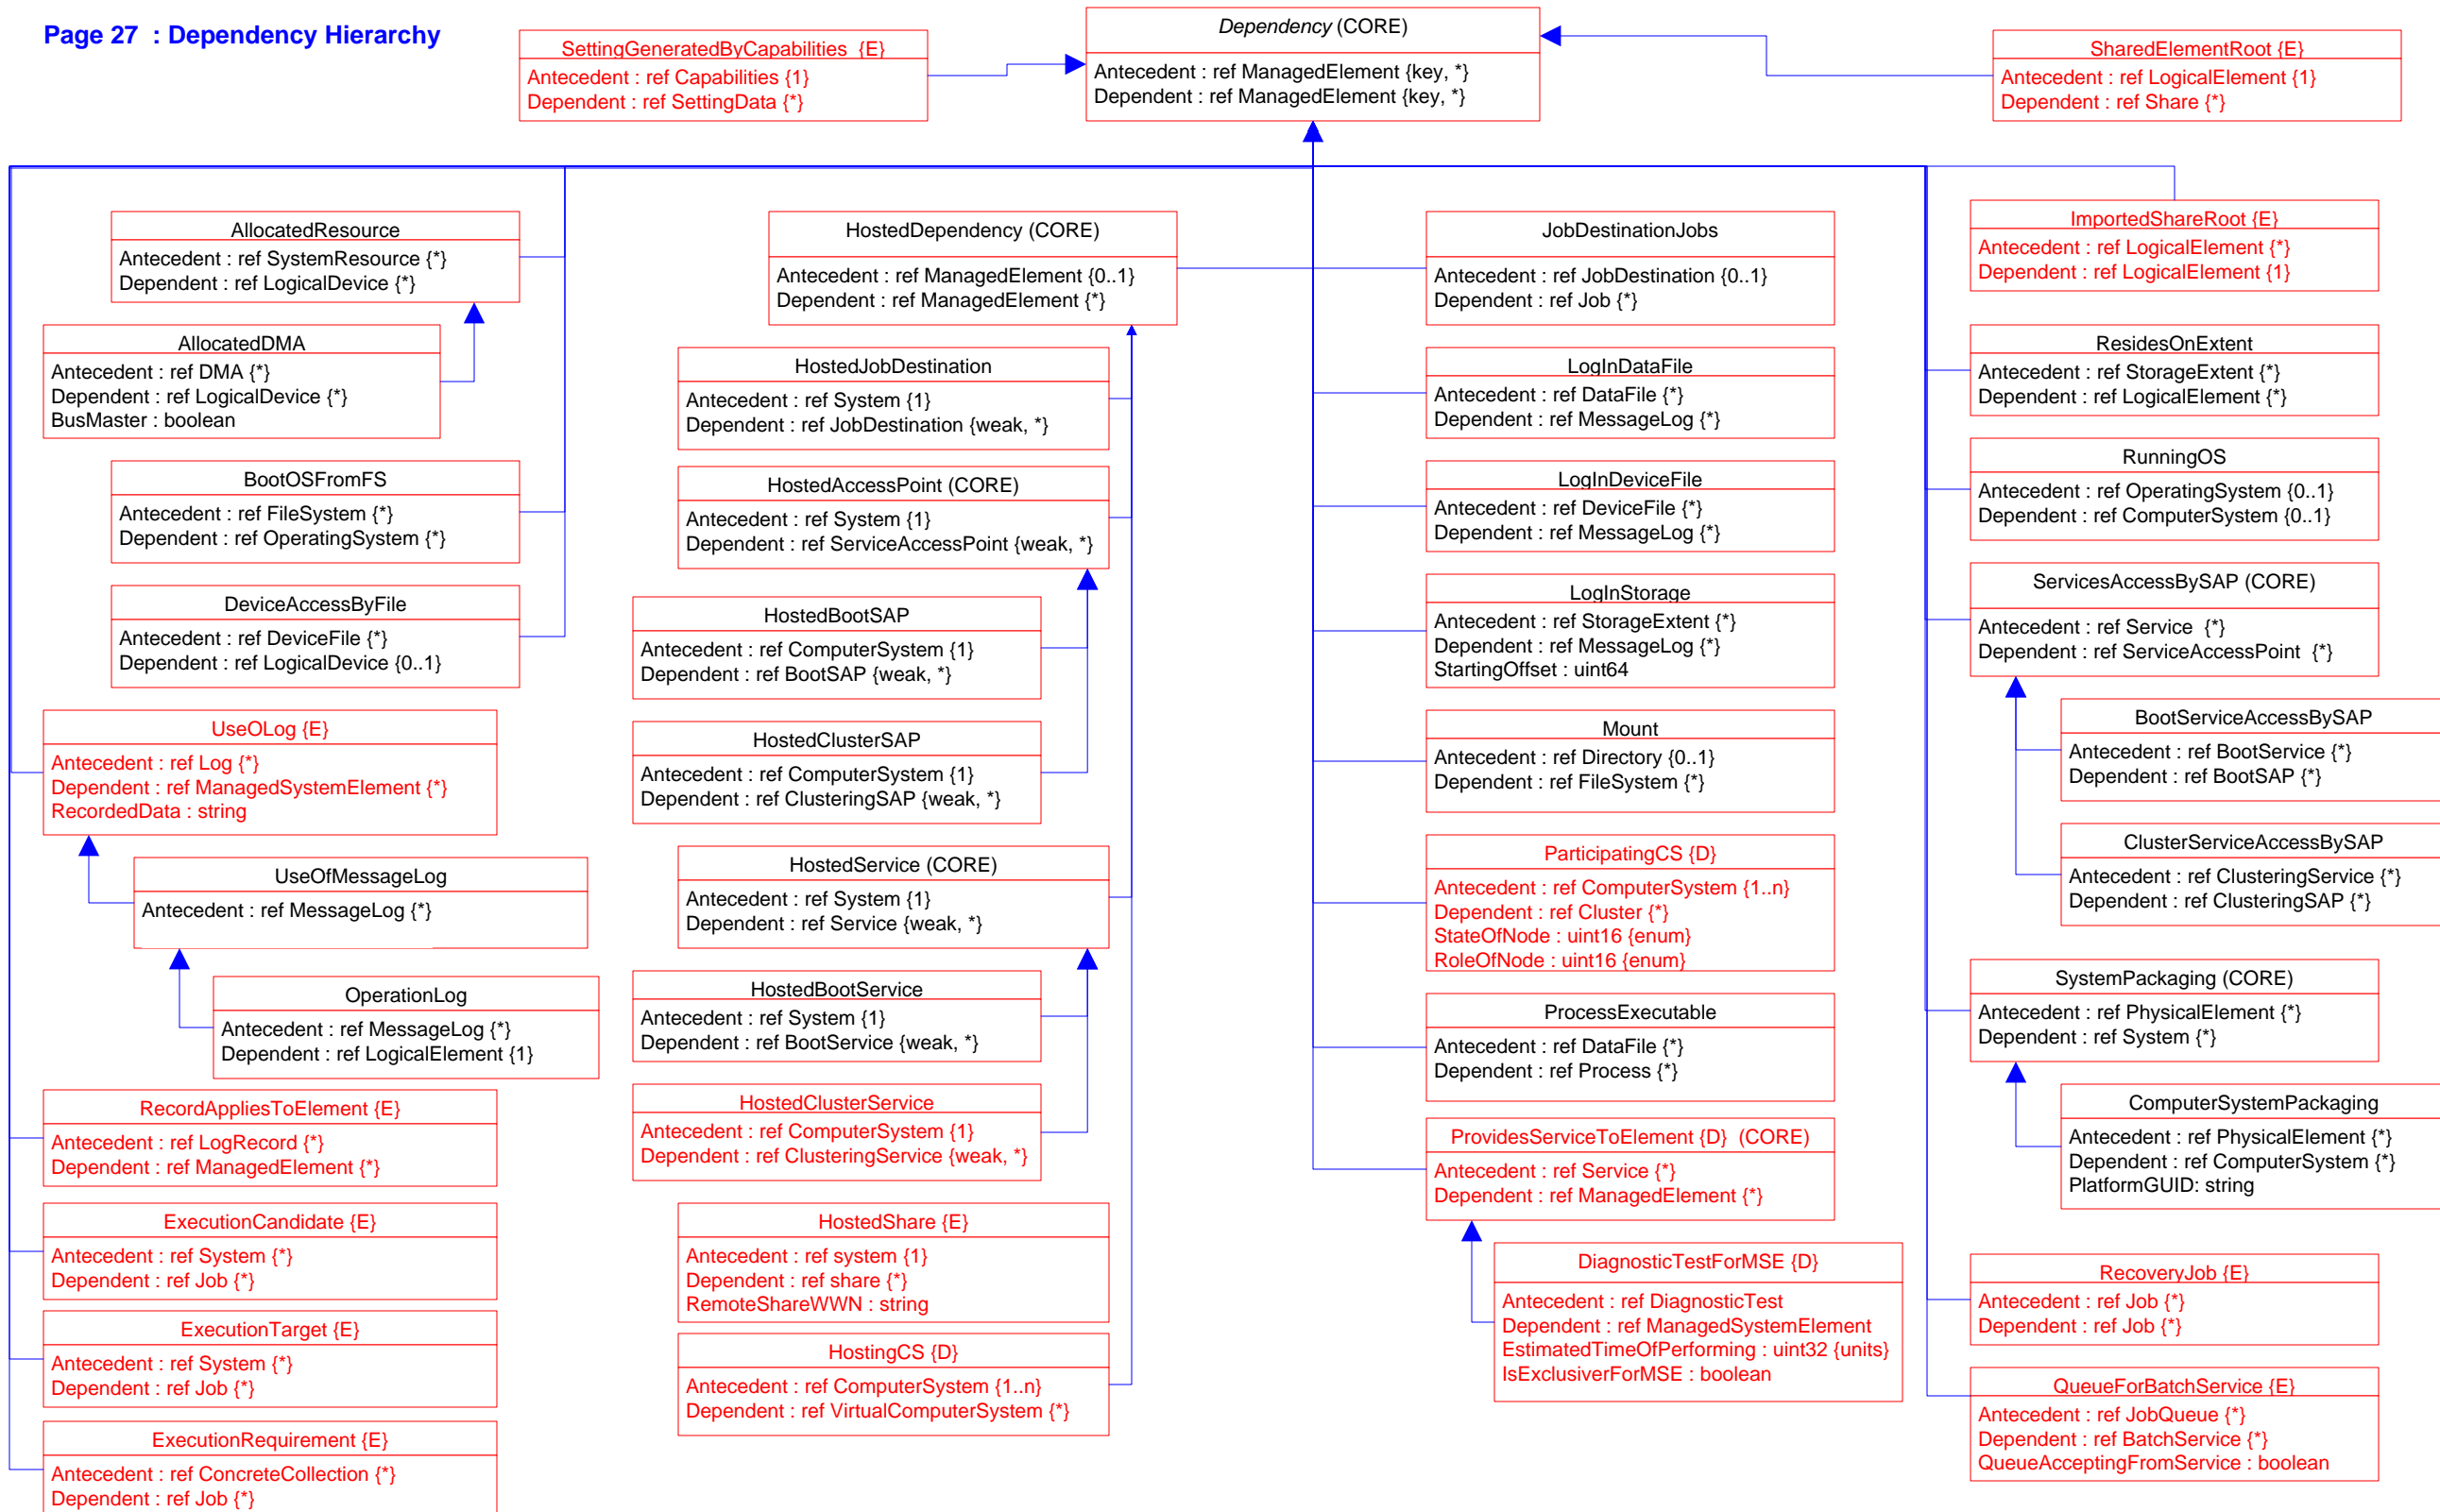 Page 27 : Dependency Hierarchy
SettingGeneratedByCapabilities {E}
Antecedent : ref Capabilities {1}
Dependent : ref SettingData {*}
Dependency (CORE)
Antecedent : ref ManagedElement {key, *}
Dependent : ref ManagedElement {key, *}
SharedElementRoot {E}
Antecedent : ref LogicalElement {1}
Dependent : ref Share {*}
AllocatedResource
Antecedent : ref SystemResource {*}
Dependent : ref LogicalDevice {*}
AllocatedDMA
Antecedent : ref DMA {*}
Dependent : ref LogicalDevice {*}
BusMaster : boolean
BootOSFromFS
Antecedent : ref FileSystem {*}
Dependent : ref OperatingSystem {*}
DeviceAccessByFile
Antecedent : ref DeviceFile {*}
Dependent : ref LogicalDevice {0..1}
UseOLog {E}
Antecedent : ref Log {*}
Dependent : ref ManagedSystemElement {*}
RecordedData : string
UseOfMessageLog
Antecedent : ref MessageLog {*}
OperationLog
Antecedent : ref MessageLog {*}
Dependent : ref LogicalElement {1}
RecordAppliesToElement {E}
Antecedent : ref LogRecord {*}
Dependent : ref ManagedElement {*}
ExecutionCandidate {E}
Antecedent : ref System {*}
Dependent : ref Job {*}
ExecutionTarget {E}
Antecedent : ref System {*}
Dependent : ref Job {*}
ExecutionRequirement {E}
Antecedent : ref ConcreteCollection {*}
Dependent : ref Job {*}
HostedDependency (CORE)
Antecedent : ref ManagedElement {0..1}
Dependent : ref ManagedElement {*}
HostedJobDestination
Antecedent : ref System {1}
Dependent : ref JobDestination {weak, *}
HostedAccessPoint (CORE)
Antecedent : ref System {1}
Dependent : ref ServiceAccessPoint {weak, *}
HostedBootSAP
Antecedent : ref ComputerSystem {1}
Dependent : ref BootSAP {weak, *}
HostedClusterSAP
Antecedent : ref ComputerSystem {1}
Dependent : ref ClusteringSAP {weak, *}
HostedService (CORE)
Antecedent : ref System {1}
Dependent : ref Service {weak, *}
HostedBootService
Antecedent : ref System {1}
Dependent : ref BootService {weak, *}
HostedClusterService
Antecedent : ref ComputerSystem {1}
Dependent : ref ClusteringService {weak, *}
HostedShare {E}
Antecedent : ref system {1}
Dependent : ref share {*}
RemoteShareWWN : string
HostingCS {D}
Antecedent : ref ComputerSystem {1..n}
Dependent : ref VirtualComputerSystem {*}
JobDestinationJobs
Antecedent : ref JobDestination {0..1}
Dependent : ref Job {*}
LogInDataFile
Antecedent : ref DataFile {*}
Dependent : ref MessageLog {*}
LogInDeviceFile
Antecedent : ref DeviceFile {*}
Dependent : ref MessageLog {*}
LogInStorage
Antecedent : ref StorageExtent {*}
Dependent : ref MessageLog {*}
StartingOffset : uint64
Mount
Antecedent : ref Directory {0..1}
Dependent : ref FileSystem {*}
ParticipatingCS {D}
Antecedent : ref ComputerSystem {1..n}
Dependent : ref Cluster {*}
StateOfNode : uint16 {enum}
RoleOfNode : uint16 {enum}
ProcessExecutable
Antecedent : ref DataFile {*}
Dependent : ref Process {*}
ProvidesServiceToElement {D} (CORE)
Antecedent : ref Service {*}
Dependent : ref ManagedElement {*}
DiagnosticTestForMSE {D}
Antecedent : ref DiagnosticTest
Dependent : ref ManagedSystemElement
EstimatedTimeOfPerforming : uint32 {units}
IsExclusiverForMSE : boolean
ImportedShareRoot {E}
Antecedent : ref LogicalElement {*}
Dependent : ref LogicalElement {1}
ResidesOnExtent
Antecedent : ref StorageExtent {*}
Dependent : ref LogicalElement {*}
RunningOS
Antecedent : ref OperatingSystem {0..1}
Dependent : ref ComputerSystem {0..1}
ServicesAccessBySAP (CORE)
Antecedent : ref Service {*}
Dependent : ref ServiceAccessPoint {*}
BootServiceAccessBySAP
Antecedent : ref BootService {*}
Dependent : ref BootSAP {*}
ClusterServiceAccessBySAP
Antecedent : ref ClusteringService {*}
Dependent : ref ClusteringSAP {*}
SystemPackaging (CORE)
Antecedent : ref PhysicalElement {*}
Dependent : ref System {*}
ComputerSystemPackaging
Antecedent : ref PhysicalElement {*}
Dependent : ref ComputerSystem {*}
PlatformGUID: string
RecoveryJob {E}
Antecedent : ref Job {*}
Dependent : ref Job {*}
QueueForBatchService {E}
Antecedent : ref JobQueue {*}
Dependent : ref BatchService {*}
QueueAcceptingFromService : boolean